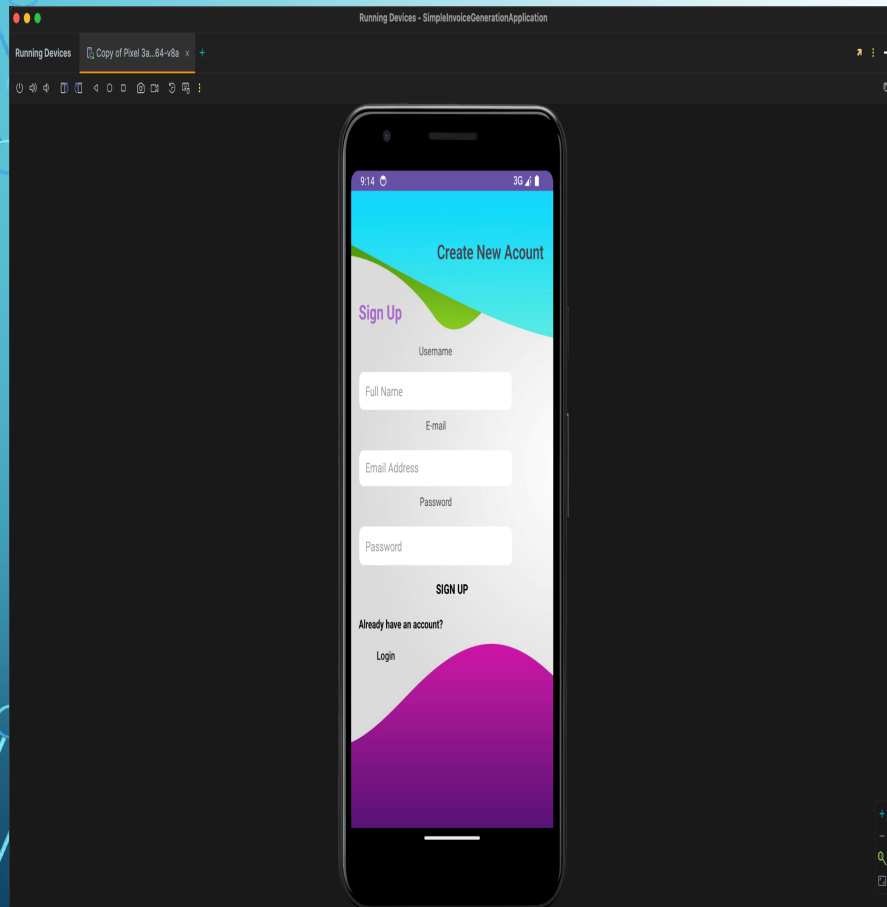 Running Devices - SimpleInvoiceGenerationApplication
Running Devices Copy of Pixel 3a...64-v8a
9:14 3G
Create New Acount
Sign Up
Username
Full Name
E-mail
Email Address
Password
Password
SIGN UP
Already have an account?
Login